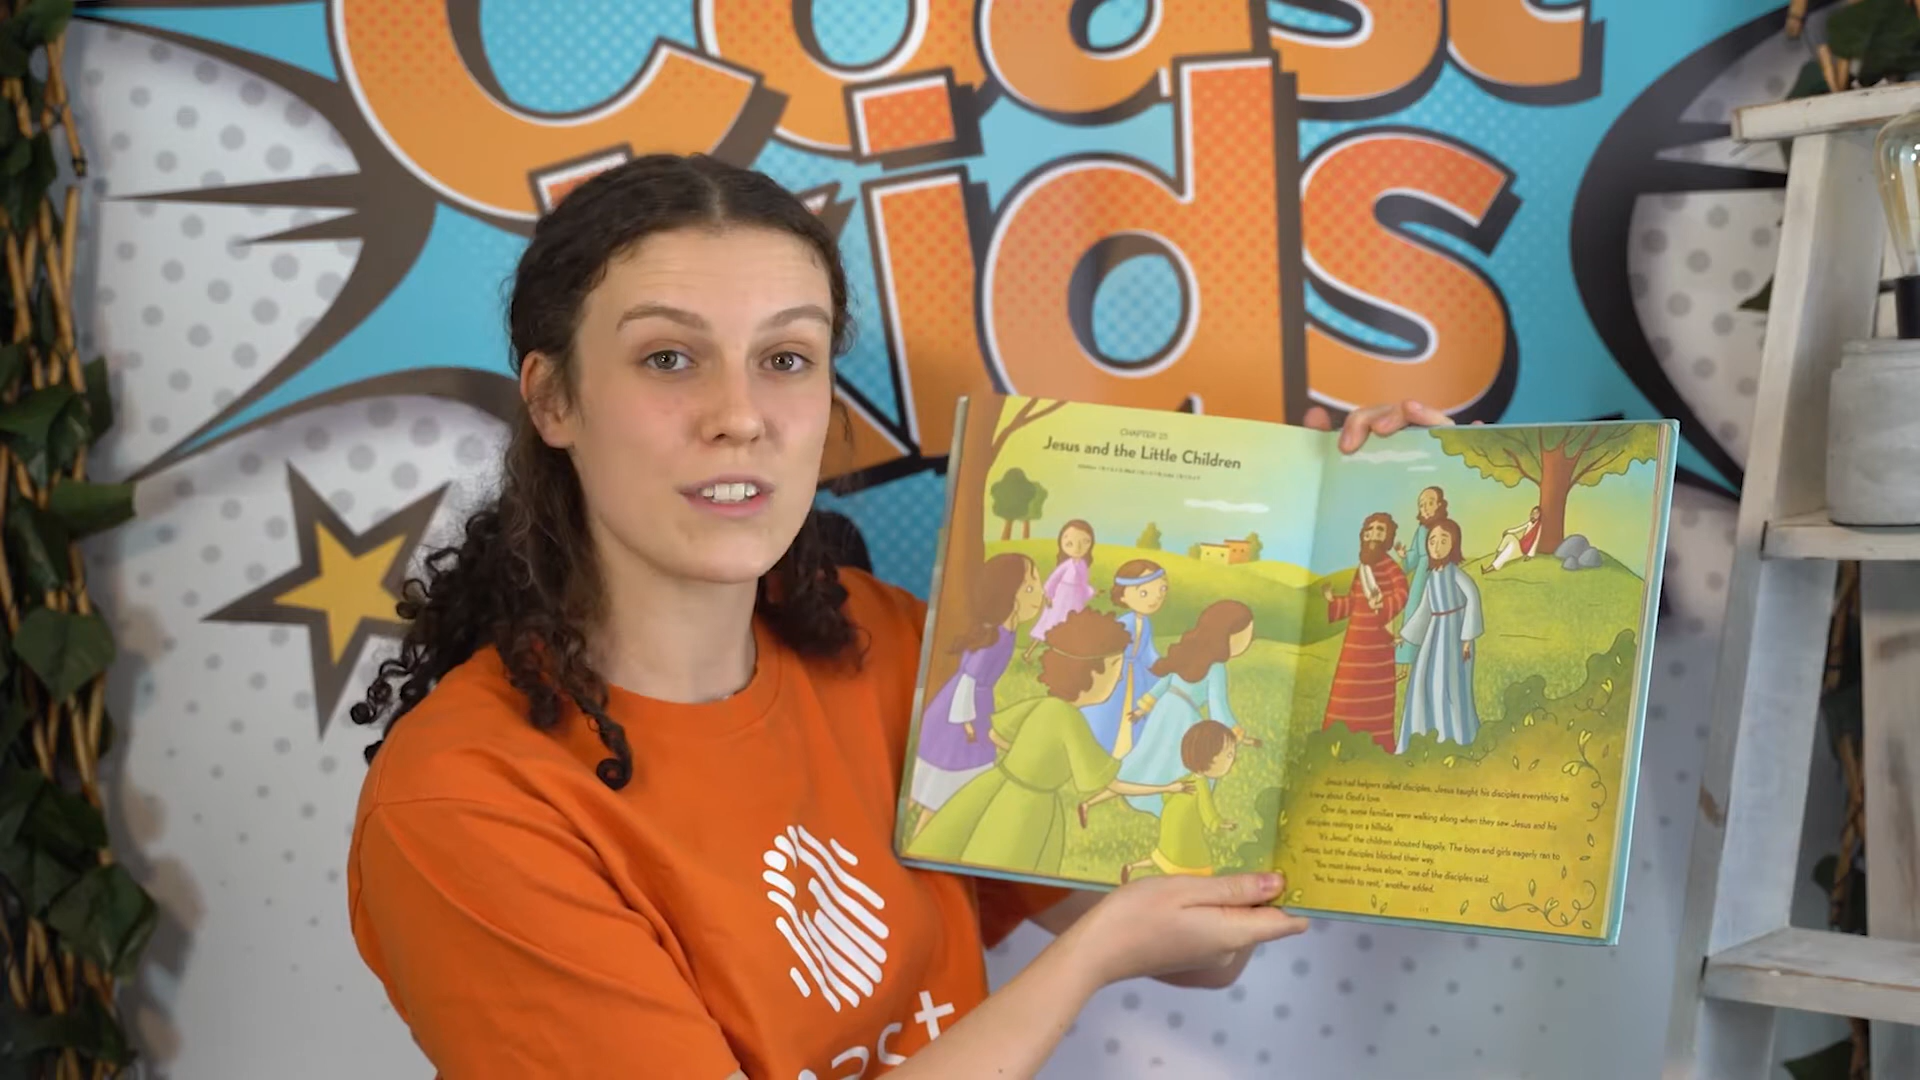 Coast
Kids
CHAPTER 23
Jesus and the Little Children
Jesus had helpers called disciples. Jesus taught his disciples everything he
knew about God's love.
One day, some families were walking along when they saw Jesus and his
disciples resting on a hillside.
"It's Jesus!" the children shouted happily. The boys and girls eagerly ran to
Jesus, but the disciples blocked their way.
"You must leave Jesus alone," one of the disciples said.
"Yes, he needs to rest," another added.